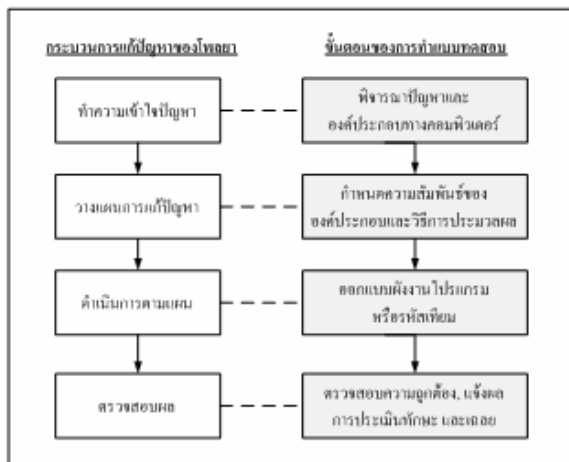 กระบวนการแก้ปัญหาของโพลยา
ขั้นตอนของการทำแบบทดสอบ
ทำความเข้าใจปัญหา
พิจารณาปัญหาและ
องค์ประกอบทางคอมพิวเตอร์
วางแผนการแก้ปัญหา
กำหนดความสัมพันธ์ของ
องค์ประกอบและวิธีการประมวลผล
ดำเนินการตามแผน
ออกแบบผังงานโปรแกรม
หรือรหัสเทียม
ตรวจสอบผล
ตรวจสอบความถูกต้อง, แจ้งผล
การประเมินทักษะ และเฉลย